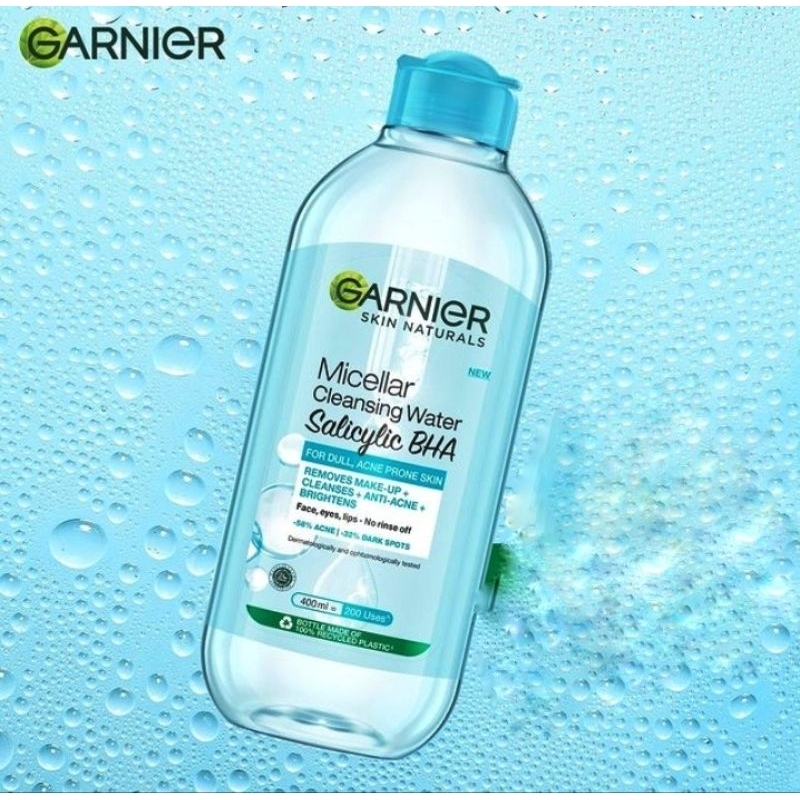 GARNIER
GARNIER
SKIN NATURALS
NEW
Micellar
Cleansing Water
Salicylic BHA
FOR DULL, ACNE PRONE SKIN
REMOVES MAKE-UP +
CLEANSES + ANTI-ACNE +
BRIGHTENS
Face, eyes, lips - No rinse off
-56% ACNE | -32% DARK SPOTS
Dermatologically and ophtalmologically tested
400ml = 200 Uses^
BOTTLE MADE OF
100% RECYCLED PLASTIC